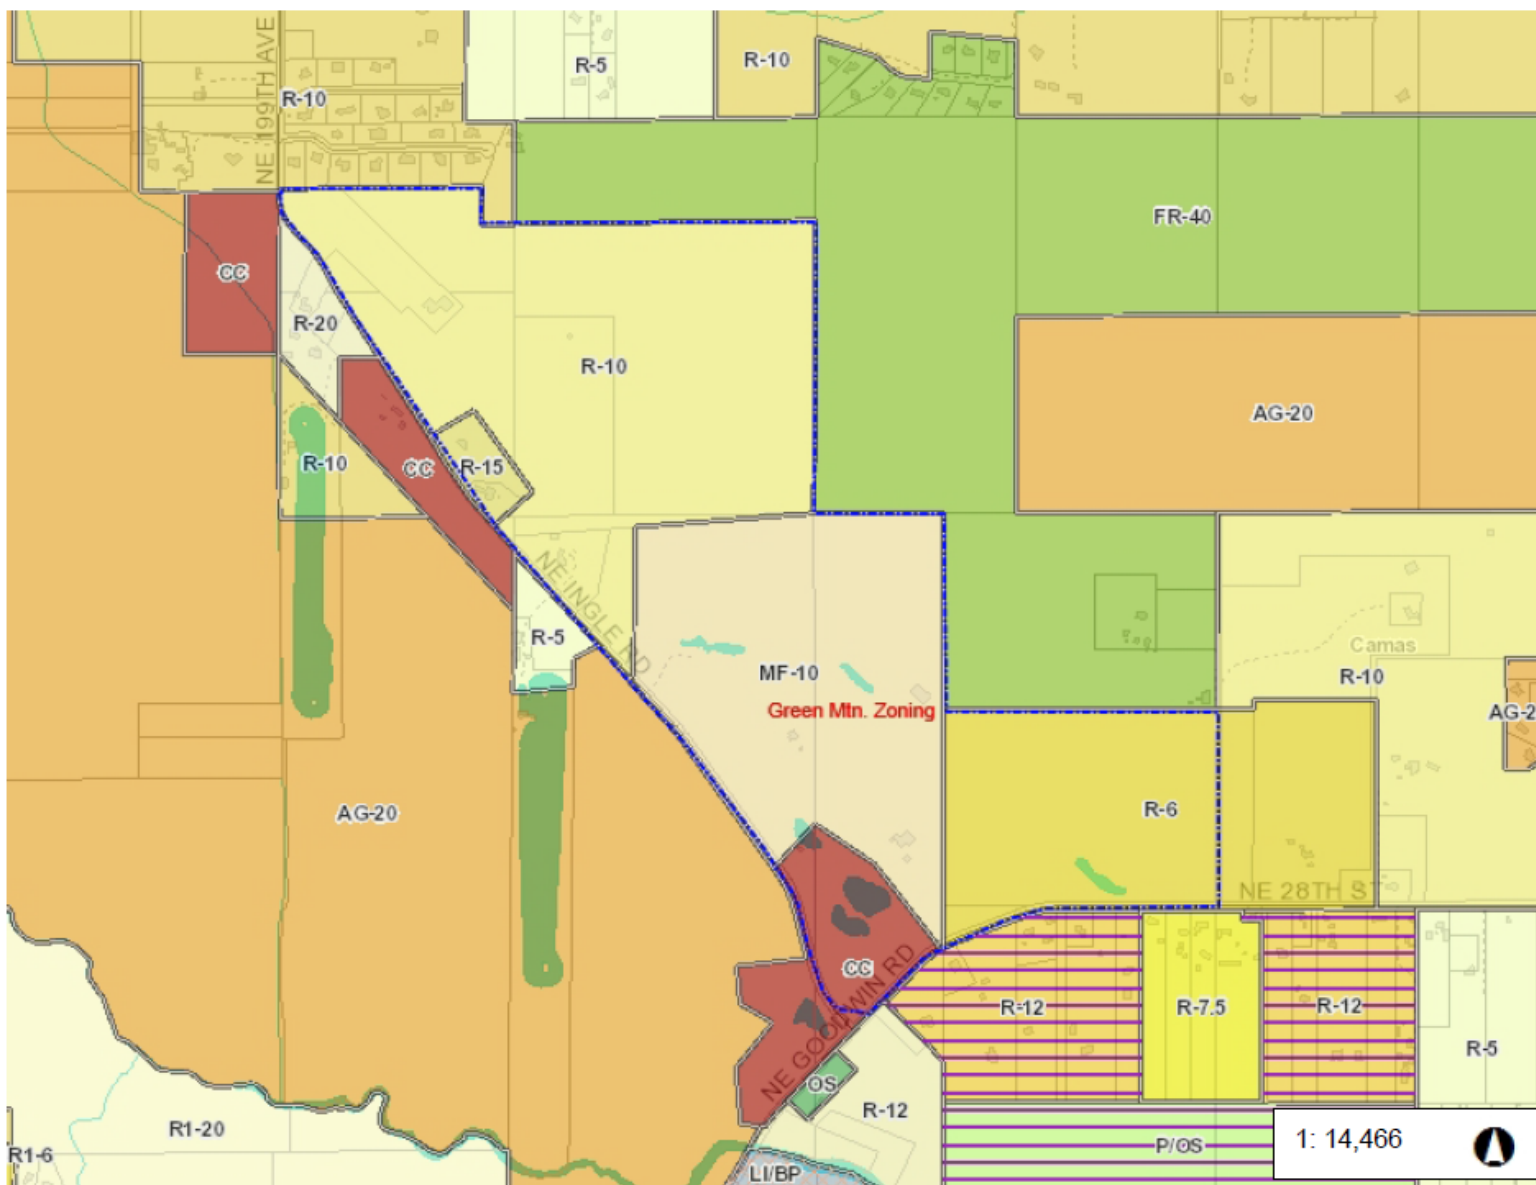 NE 199TH AVE
R-5
R-10
R-10
FR-40
CC
R-20
R-10
AG-20
R-10
CC
R-15
NE INGLE RD
R-5
MF-10
Camas
R-10
Green Mtn. Zoning
AG-2
AG-20
R-6
NE 28TH ST
CC
NE GOODWIN RD
R-12
R-7.5
R-12
R-5
OS
R-12
R1-20
P/OS
1: 14,466
R1-6
LI/BP